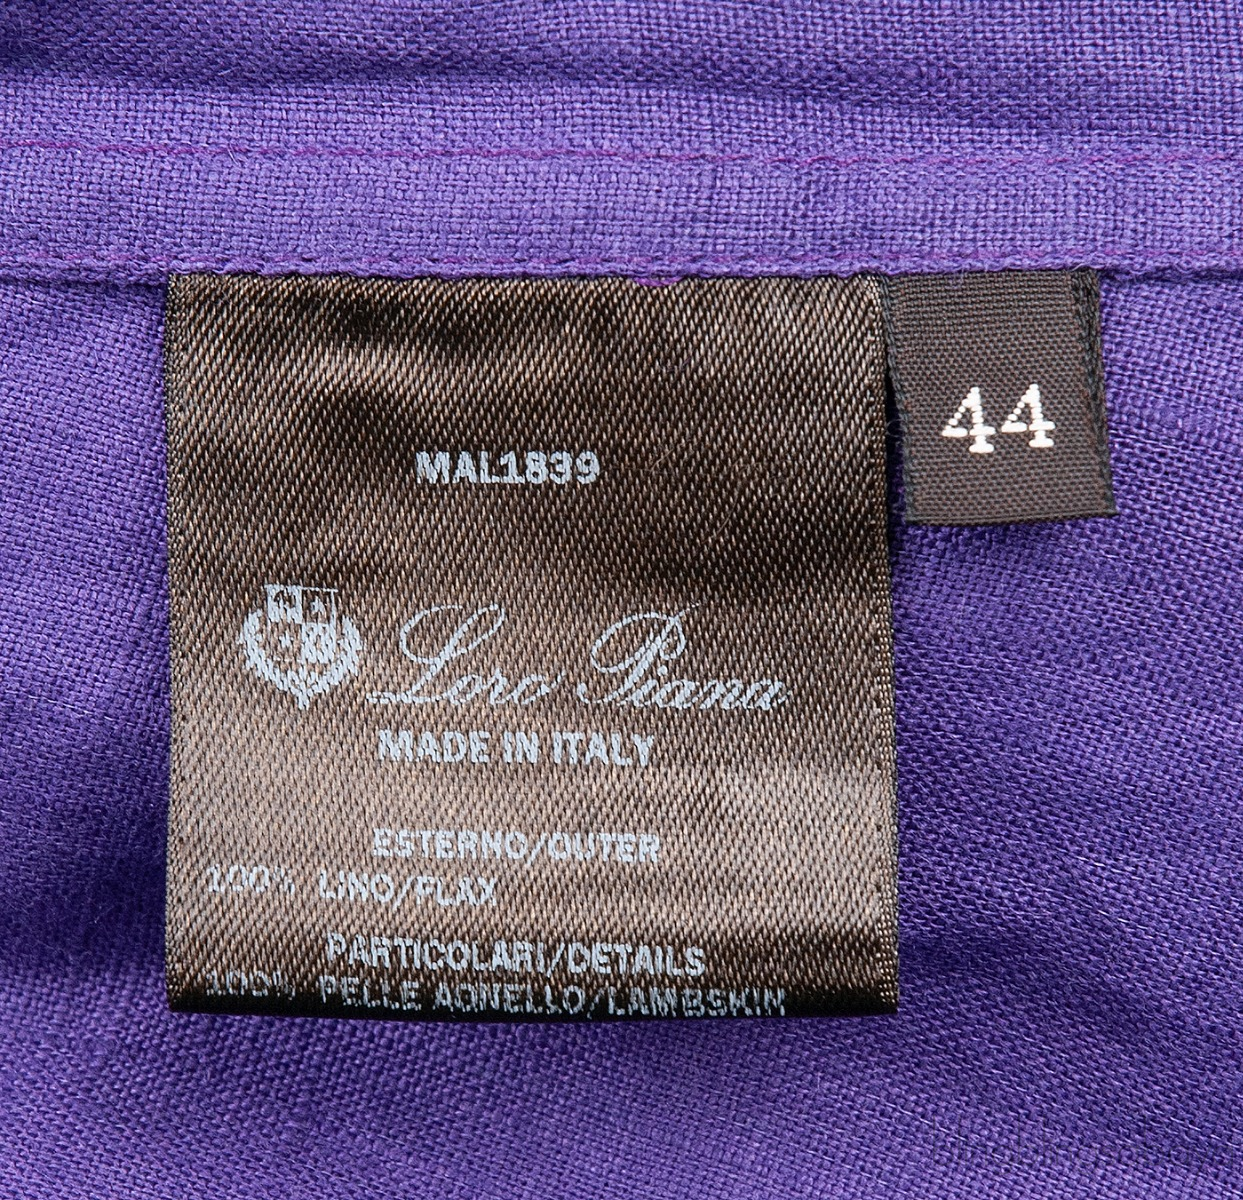 MAL1839
44
Loro Piana
MADE IN ITALY
ESTERNO/OUTER
100% LINO/FLAX
PARTICOLARI/DETAILS
100% PELLE AGNELLO/LAMBSKIN